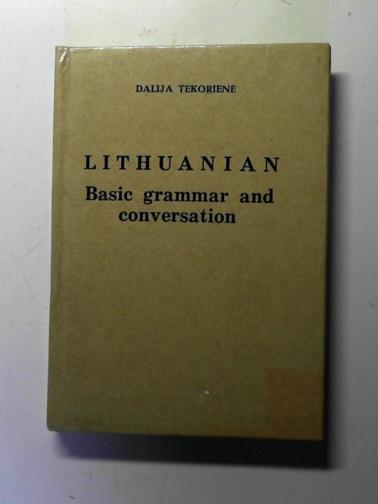 DALIJA TEKORIENĖ
LITHUANIAN
Basic grammar and
conversation